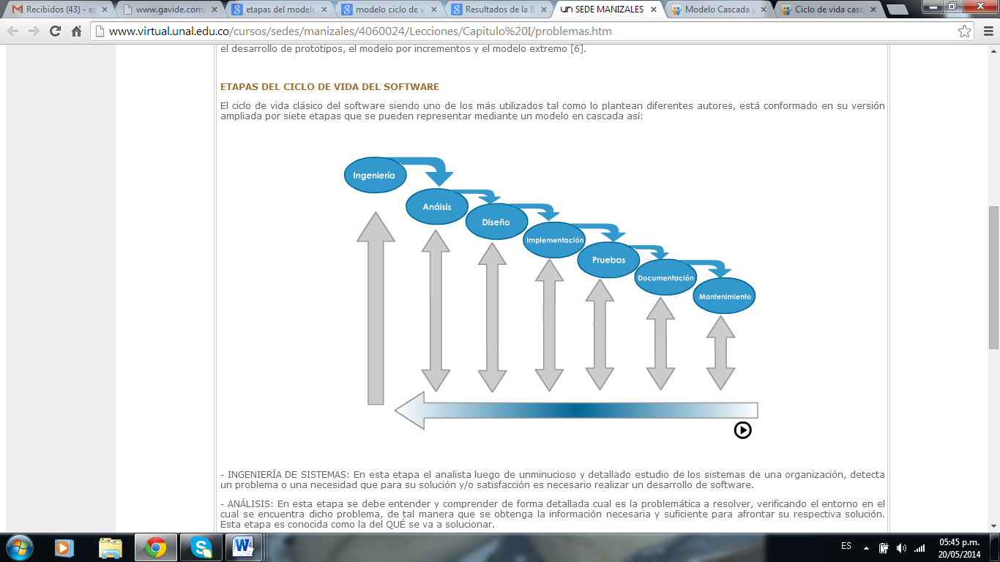 Recibidos (43) - en
www.gavide.com/
etapas del modelo
modelo ciclo de v
Resultados de la B
un SEDE MANIZALES
Modelo Cascada y
Ciclo de vida casc
www.virtual.unal.edu.co/cursos/sedes/manizales/4060024/Lecciones/Capitulo%20I/problemas.htm
el desarrollo de prototipos, el modelo por incrementos y el modelo extremo [6].
ETAPAS DEL CICLO DE VIDA DEL SOFTWARE
El ciclo de vida clásico del software siendo uno de los más utilizados tal como lo plantean diferentes autores, está conformado en su versión
ampliada por siete etapas que se pueden representar mediante un modelo en cascada así:
Ingeniería
Anáisis
Diseño
Implementación
Pruebas
Documentación
Mantenimiento
- INGENIERÍA DE SISTEMAS: En esta etapa el analista luego de unminucioso y detallado estudio de los sistemas de una organización, detecta
un problema o una necesidad que para su solución y/o satisfacción es necesario realizar un desarrollo de software.
- ANÁLISIS: En esta etapa se debe entender y comprender de forma detallada cual es la problemática a resolver, verificando el entorno en el
cual se encuentra dicho problema, de tal manera que se obtenga la información necesaria y suficiente para afrontar su respectiva solución.
Esta etapa es conocida como la del QUÉ se va a solucionar.
ES
05:45 p.m.
20/05/2014